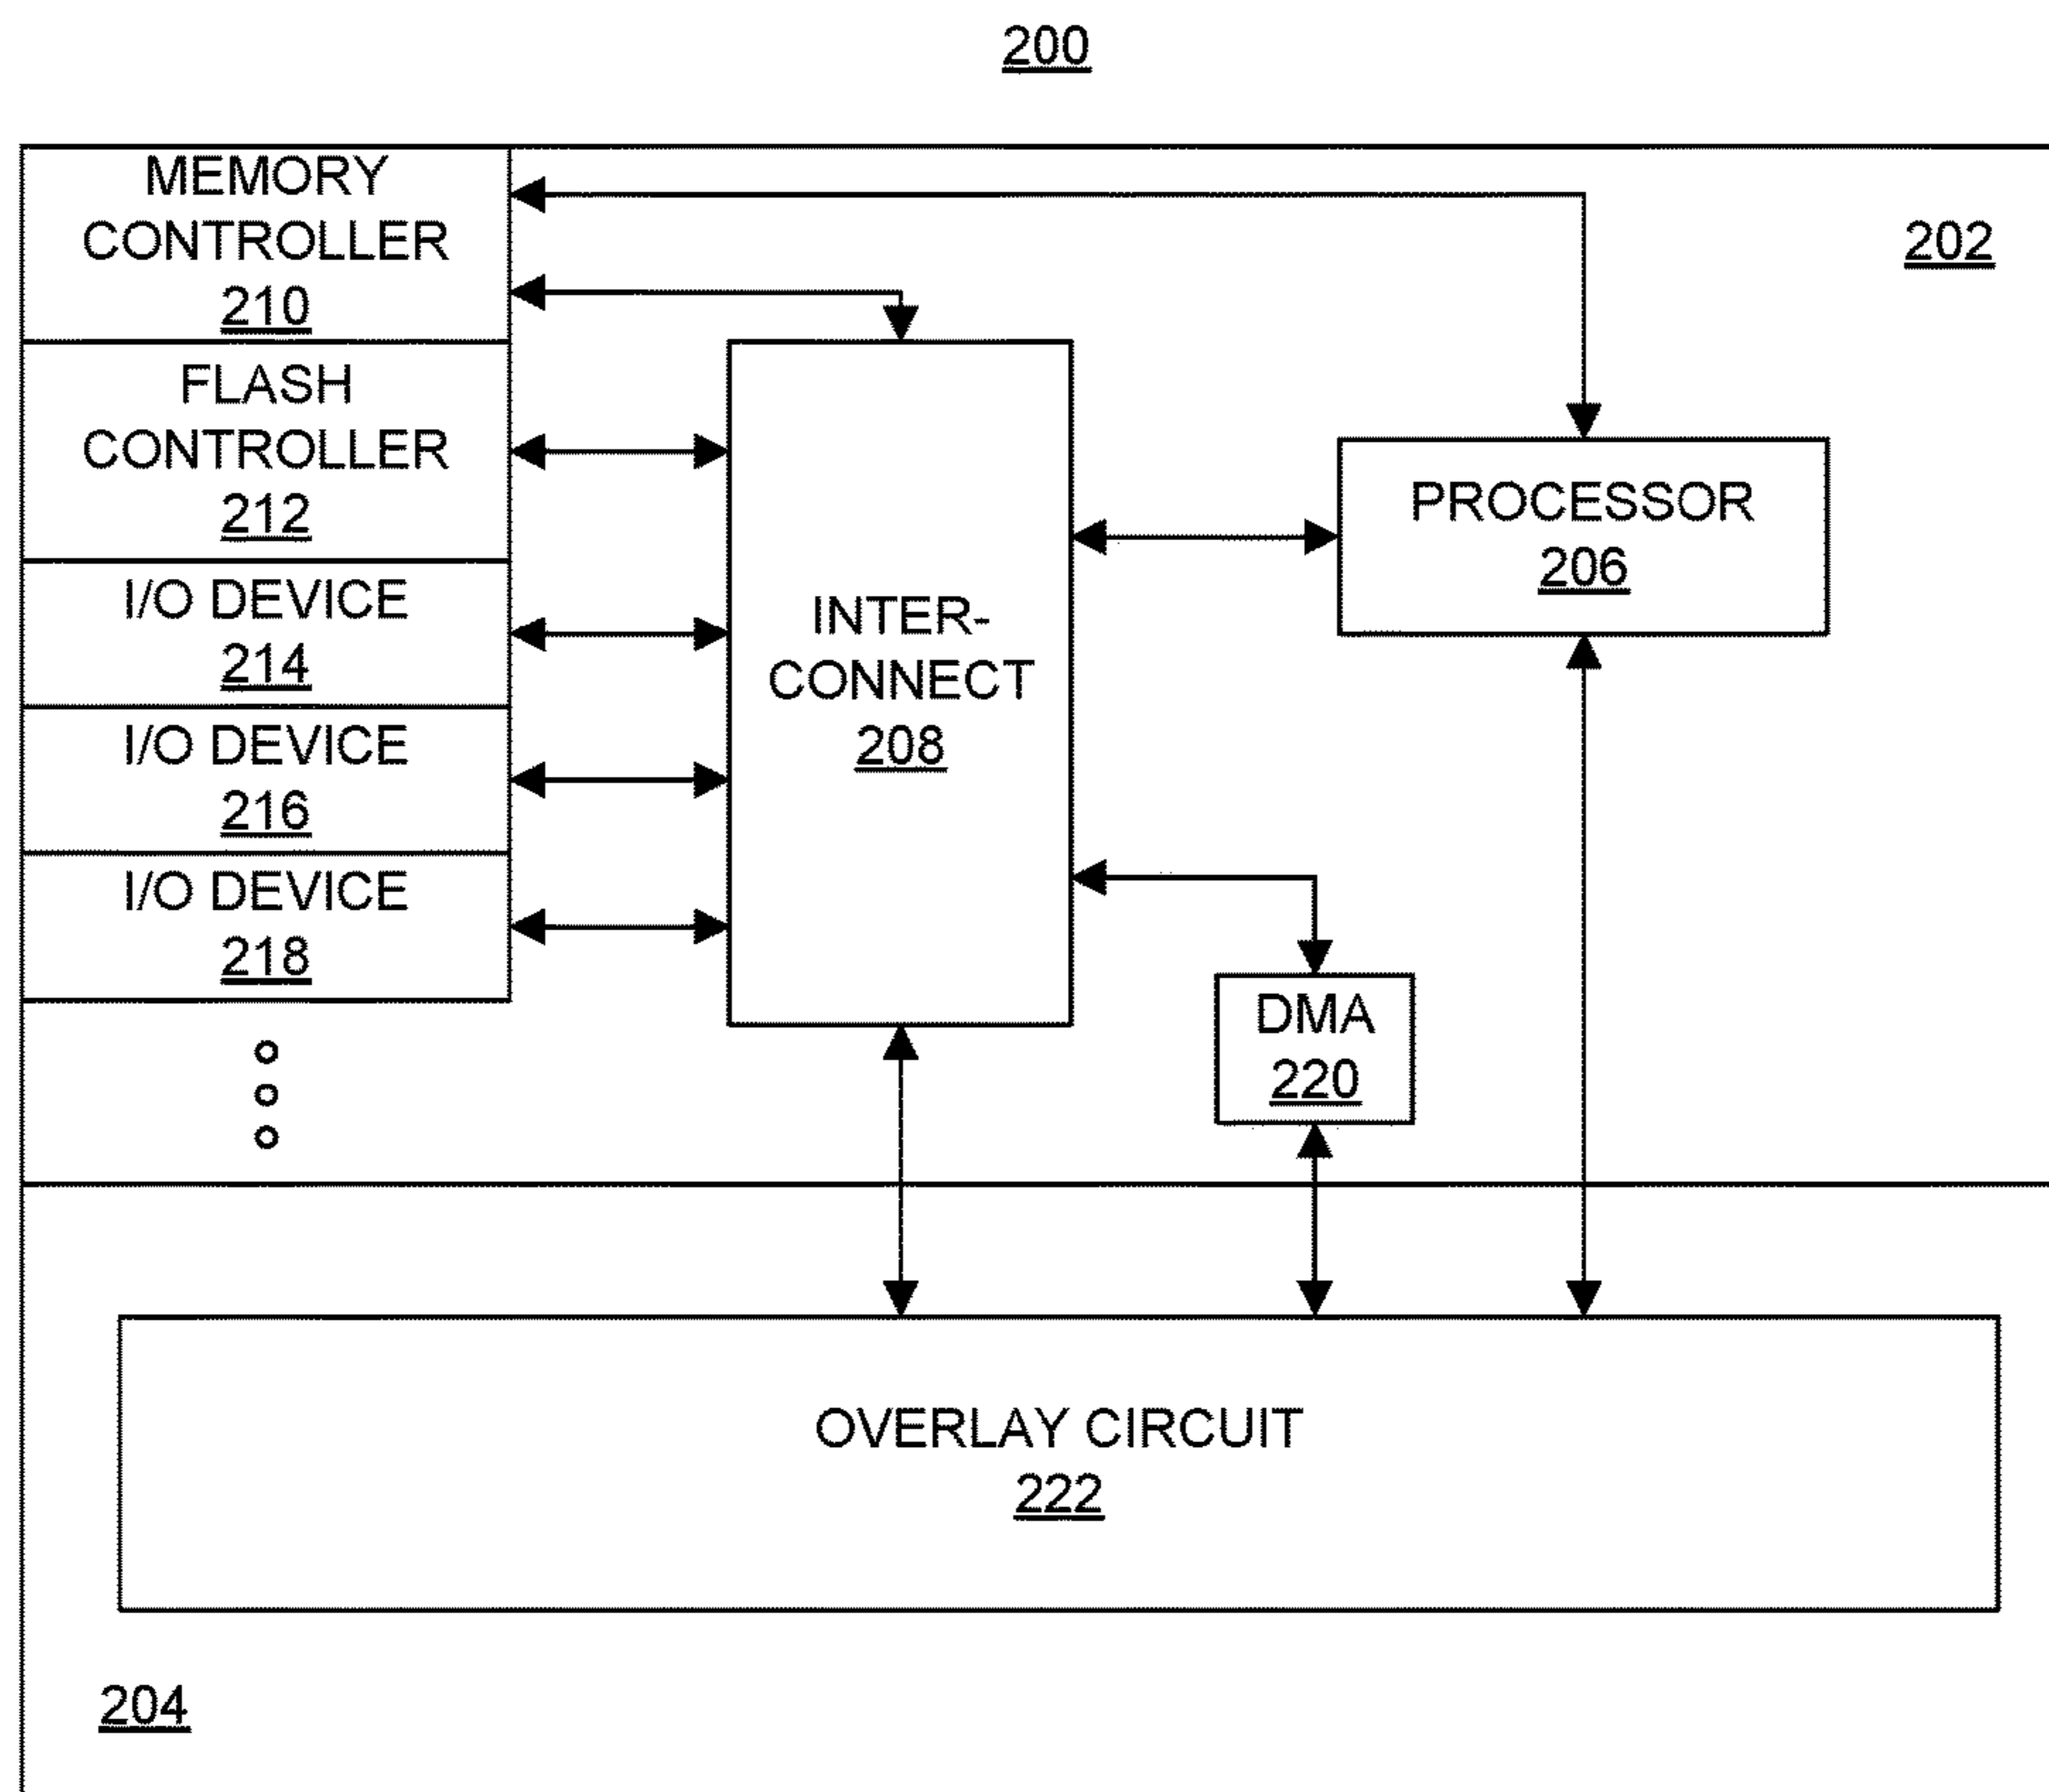 200
MEMORY
CONTROLLER
210
202
FLASH
CONTROLLER
212
PROCESSOR
206
I/O DEVICE
214
INTER-
CONNECT
208
I/O DEVICE
216
I/O DEVICE
218
DMA
220
OVERLAY CIRCUIT
222
204